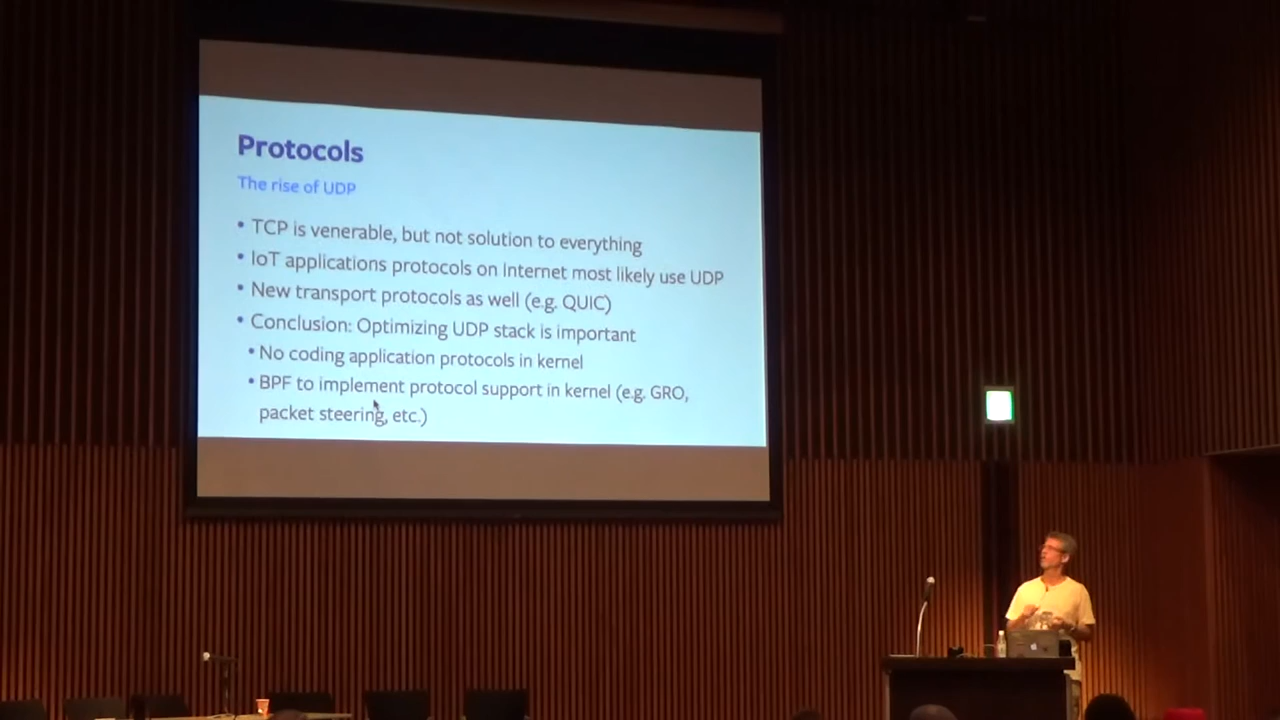 Protocols
The rise of UDP
• TCP is venerable, but not solution to everything
• IoT applications protocols on Internet most likely use UDP
• New transport protocols as well (e.g. QUIC)
• Conclusion: Optimizing UDP stack is important
• No coding application protocols in kernel
• BPF to implement protocol support in kernel (e.g. GRO,
packet steering, etc.)